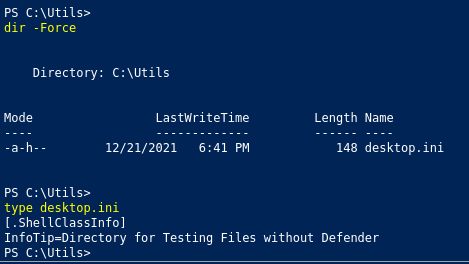 PS C:\Utils>
dir -Force
Directory: C:\Utils
Mode LastWriteTime Length Name
---- ------------- ------ ----
-a-h-- 12/21/2021 6:41 PM 148 desktop.ini
PS C:\Utils>
type desktop.ini
[.ShellClassInfo]
InfoTip=Directory for Testing Files without Defender
PS C:\Utils>